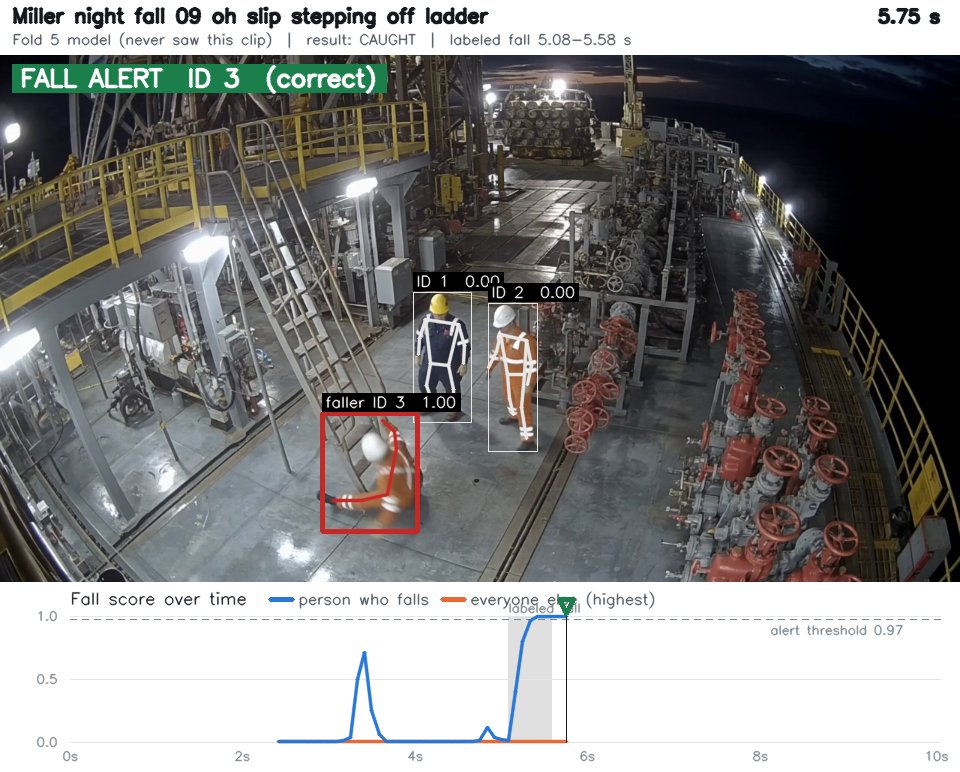 Miller night fall 09 oh slip stepping off ladder
5.75 s
Fold 5 model (never saw this clip) | result: CAUGHT | labeled fall 5.08–5.58 s
FALL ALERT ID 3 (correct)
ID 1 0.00
ID 2 0.00
faller ID 3 1.00
Fall score over time
person who falls
everyone (highest)
labeled
1.0
alert threshold 0.97
0.5
0.0
0s
2s
4s
6s
8s
10s